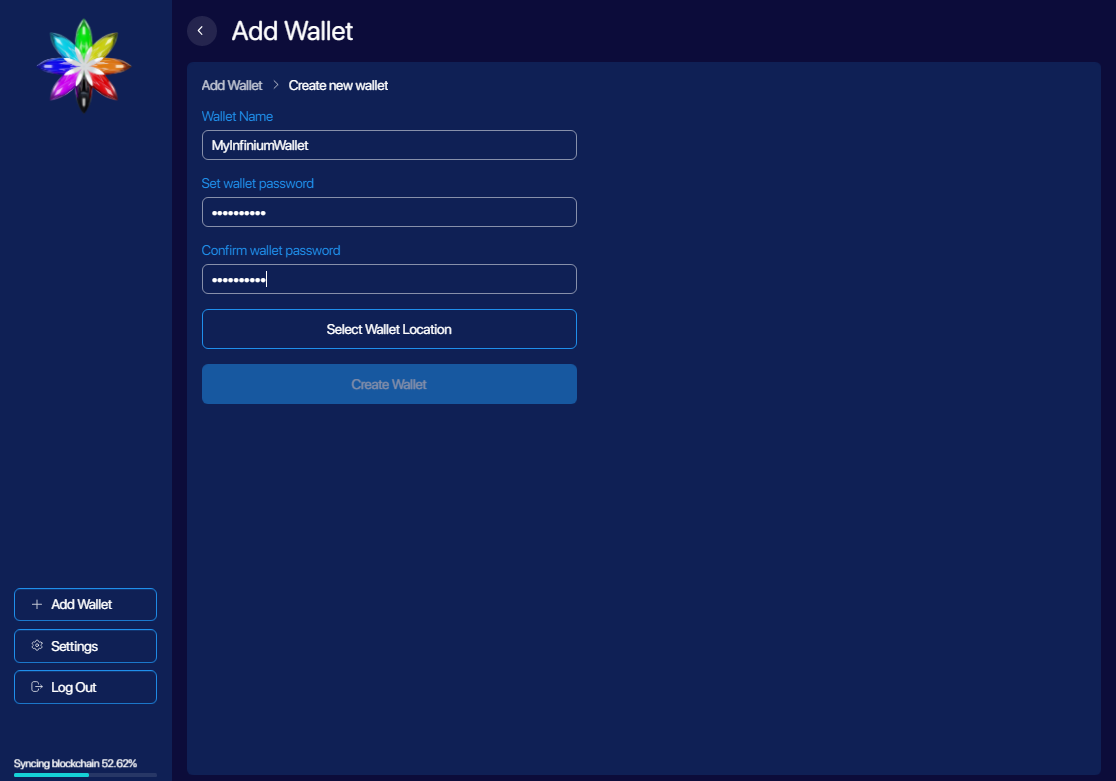 Add Wallet
Add Wallet > Create new wallet
Wallet Name
MyInfiniumWallet
Set wallet password
••••••••••
Confirm wallet password
••••••••••
Select Wallet Location
Create Wallet
Add Wallet
Settings
Log Out
Syncing blockchain 52.62%